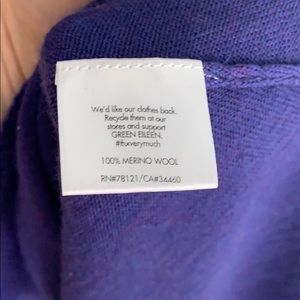 We'd like our clothes back.
Recycle them at our
stores and support
GREEN EILEEN.
#thxverymuch
100% MERINO WOOL
RN#78121/CA#34460